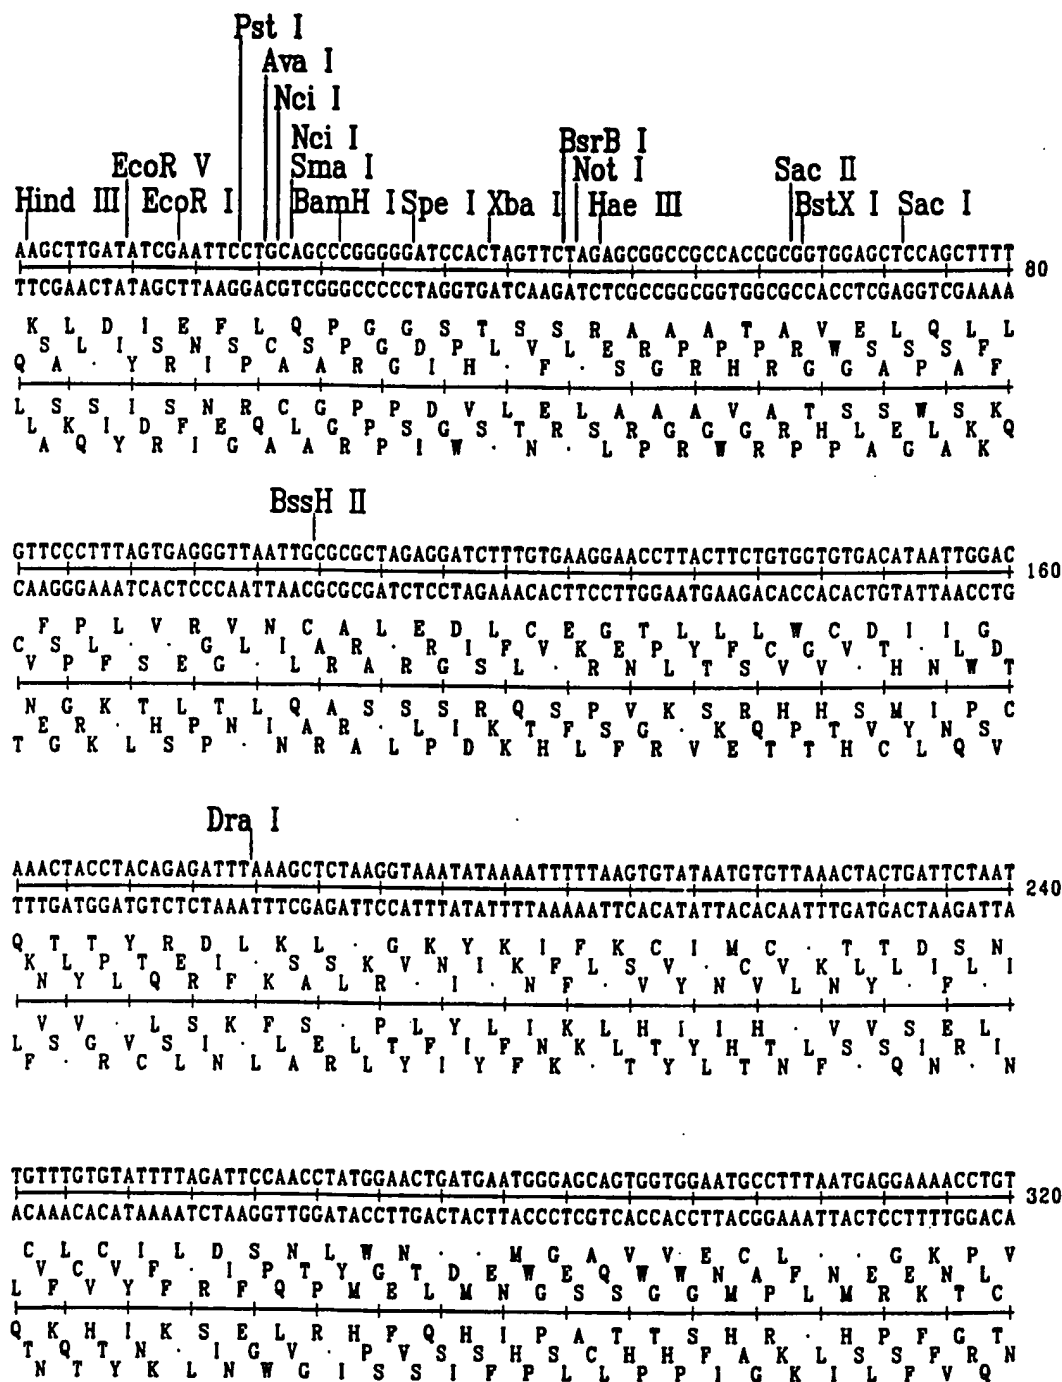 Pst I
Ava I
Nci I
Nci I BsrB I
EcoR V Sma I Not I Sac II
Hind III EcoR I BamH I Spe I Xba I Hae III BstX I Sac I
AAGCTTGATATCGAATTCCTGCAGCCCGGGGGATCCACTAGTTCTAGAGCGGCCGCCACCGCGGTGGAGCTCCAGCTTTT
80
TTCGAACTATAGCTTAAGGACGTCGGGCCCCCTAGGTGATCAAGATCTCGCCGGCGGTGGCGCCACCTCGAGGTCGAAAA
K L D I E F L Q P G G S T S S R A A A T A V E L Q L L
S L I S N S C S P G D P L V L E R P P P R W S S S F
Q A · Y R I P A A R G I H · F · S G R H R G G A P A F
L S S I S N R C G P P D V L E L A A A V A T S S W S K
L K I D F E Q L G P S G S T R S R G G G R H L E L K Q
A Q Y R I G A A R P I W · N · L P R W R P P A G A K
BssH II
GTTCCCTTTAGTGAGGGTTAATTGCGCGCTAGAGGATCTTTGTGAAGGAACCTTACTTCTGTGGTGTGACATAATTGGAC
160
CAAGGGAAATCACTCCCAATTAACGCGCGATCTCCTAGAAACACTTCCTTGGAATGAAGACACCACACTGTATTAACCTG
F P L V R V N C A L E D L C E G T L L L W C D I I G
C S L · · G L I A R · R I F V K E P Y F C G V T · L D
V P F S E G · L R A R G S L · R N L T S V V · H N W T
N G K T L T L Q A S S S R Q S P V K S R H H S M I P C
E R · H P N I A R · L I K T F S G · K Q P T V Y N S
T G K L S P · N R A L P D K H L F R V E T T H C L Q V
Dra I
AAACTACCTACAGAGATTTAAAGCTCTAAGGTAAATATAAAATTTTTAAGTGTATAATGTGTTAAACTACTGATTCTAAT
240
TTTGATGGATGTCTCTAAATTTCGAGATTCCATTTATATTTTAAAAATTCACATATTACACAATTTGATGACTAAGATTA
Q T T Y R D L K L · G K Y K I F K C I M C · T T D S N
K L P T E I · S S K V N I K F L S V · C V K L L I L I
N Y L Q R F K A L R · I · N F · V Y N V L N Y · F ·
V V · L S K F S · P L Y L I K L H I I H · V V S E L
L S G V S I · L E L T F I F N K L T Y H T L S S I R I
F · R C L N L A R L Y I Y F K · T Y L T N F · Q N · N
TGTTTGTGTATTTTAGATTCCAACCTATGGAACTGATGAATGGGAGCAGTGGTGGAATGCCTTTAATGAGGAAAACCTGT
320
ACAAACACATAAAATCTAAGGTTGGATACCTTGACTACTTACCCTCGTCACCACCTTACGGAAATTACTCCTTTTGGACA
C L C I L D S N L W N · · M G A V V E C L · · G K P V
V C V F · I P T Y G T D E W E Q W W N A F N E E N L
L F V Y F R F Q P M E L M N G S S G G M P L M R K T C
Q K H I K S E L R H F Q H I P A T T S H R · H P F G T
T Q T N · I G V · P V S S H S C H H F A K L S S F R N
N T Y K L N W G I S S I F P L L P P I G K I L F V Q